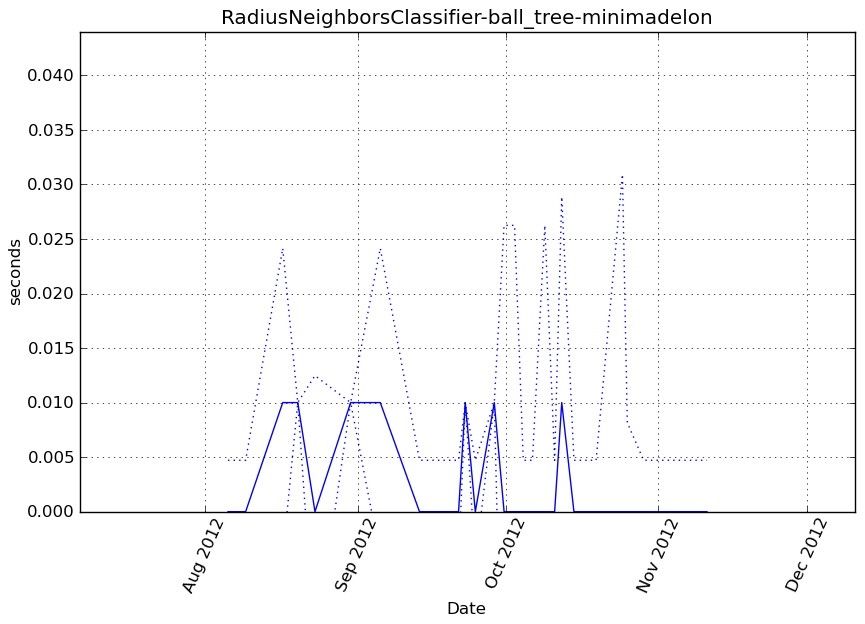 RadiusNeighborsClassifier-ball_tree-minimadelon
0.040
0.035
0.030
0.025
0.020
0.015
0.010
0.005
0.000
seconds
Aug 2012
Sep 2012
Oct 2012
Nov 2012
Dec 2012
Date